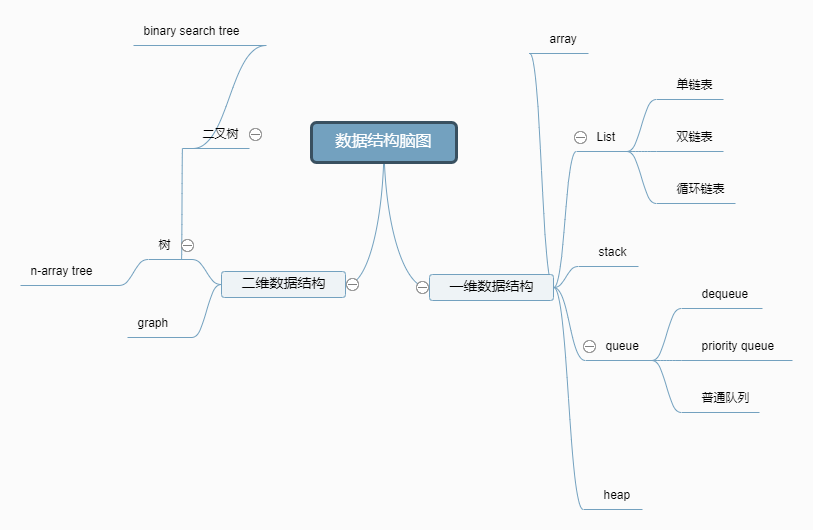 binary search tree
array
单链表
二叉树
数据结构脑图
List
双链表
循环链表
树
stack
n-array tree
二维数据结构
一维数据结构
dequeue
graph
queue
priority queue
普通队列
heap